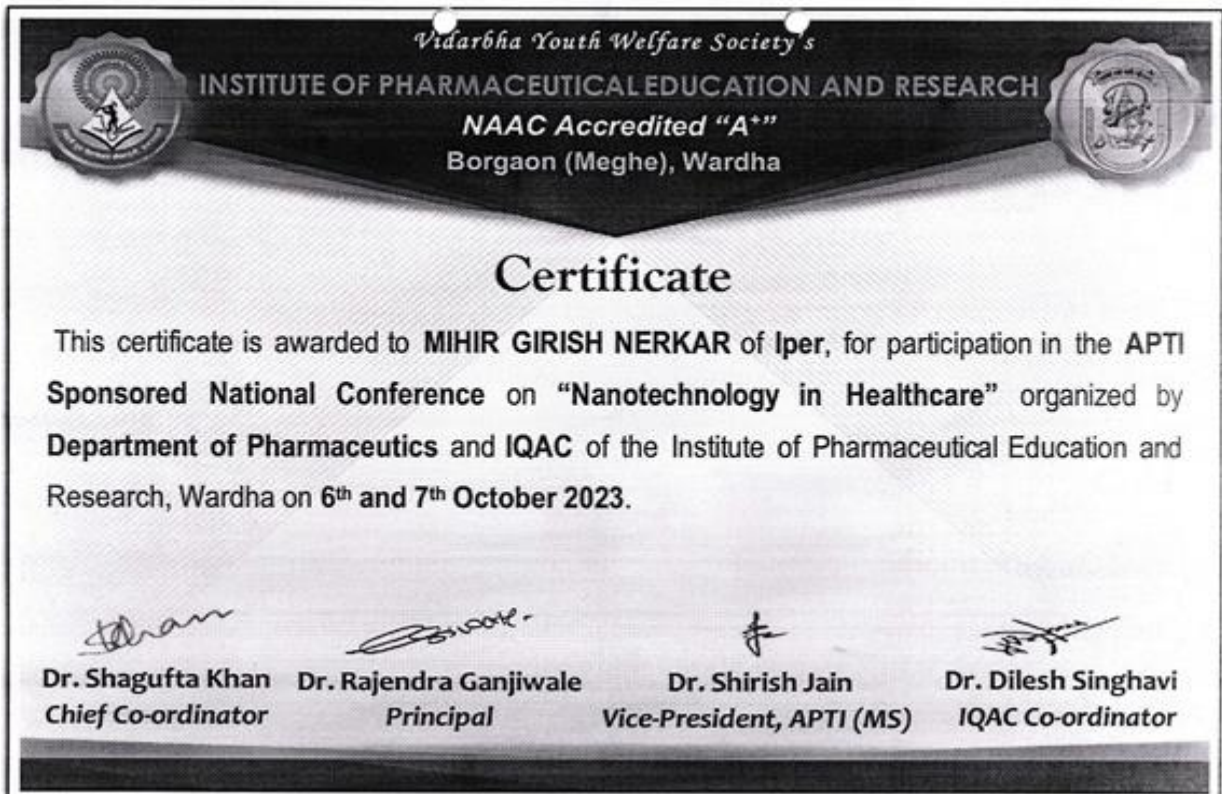 Vidarbha Youth Welfare Society's
INSTITUTE OF PHARMACEUTICAL EDUCATION AND RESEARCH
NAAC Accredited “A⁺”
Borgaon (Meghe), Wardha
Certificate
This certificate is awarded to MIHIR GIRISH NERKAR of Iper, for participation in the APTI
Sponsored National Conference on “Nanotechnology in Healthcare” organized by
Department of Pharmaceutics and IQAC of the Institute of Pharmaceutical Education and
Research, Wardha on 6th and 7th October 2023.
Dr. Shagufta Khan
Chief Co-ordinator
Dr. Rajendra Ganjiwale
Principal
Dr. Shirish Jain
Vice-President, APTI (MS)
Dr. Dilesh Singhavi
IQAC Co-ordinator